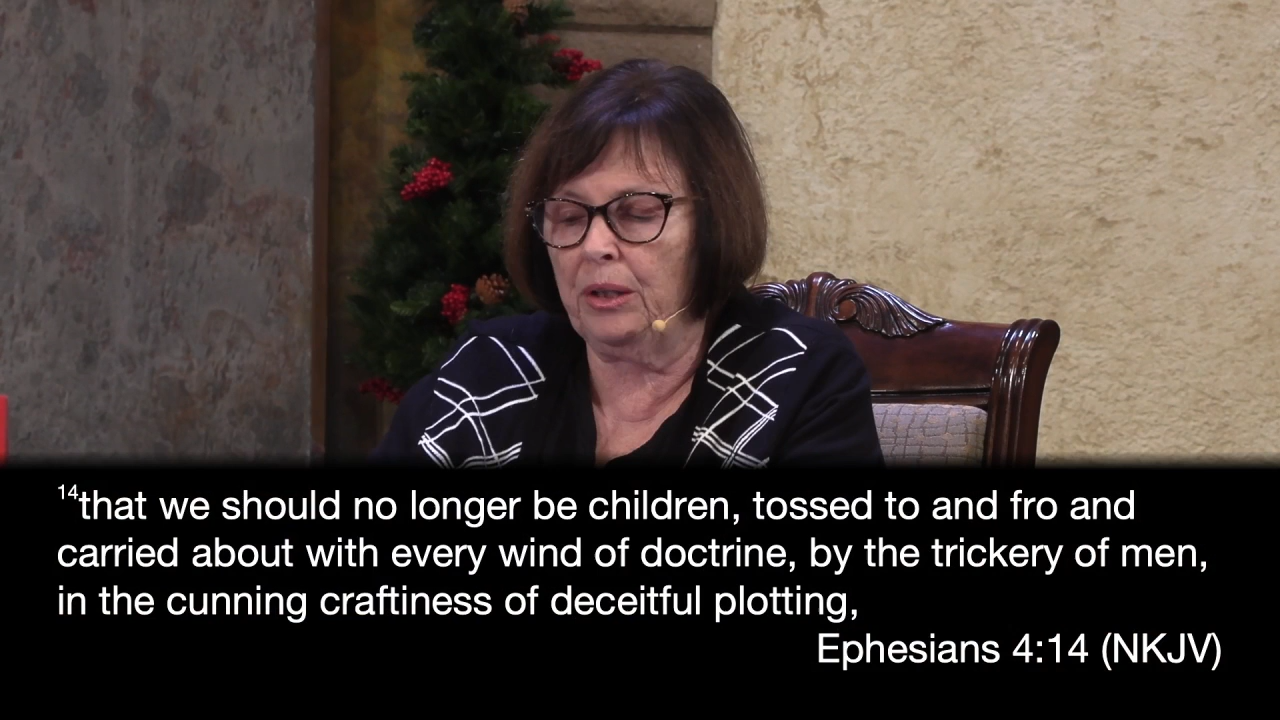 14that we should no longer be children, tossed to and fro and
carried about with every wind of doctrine, by the trickery of men,
in the cunning craftiness of deceitful plotting,
Ephesians 4:14 (NKJV)